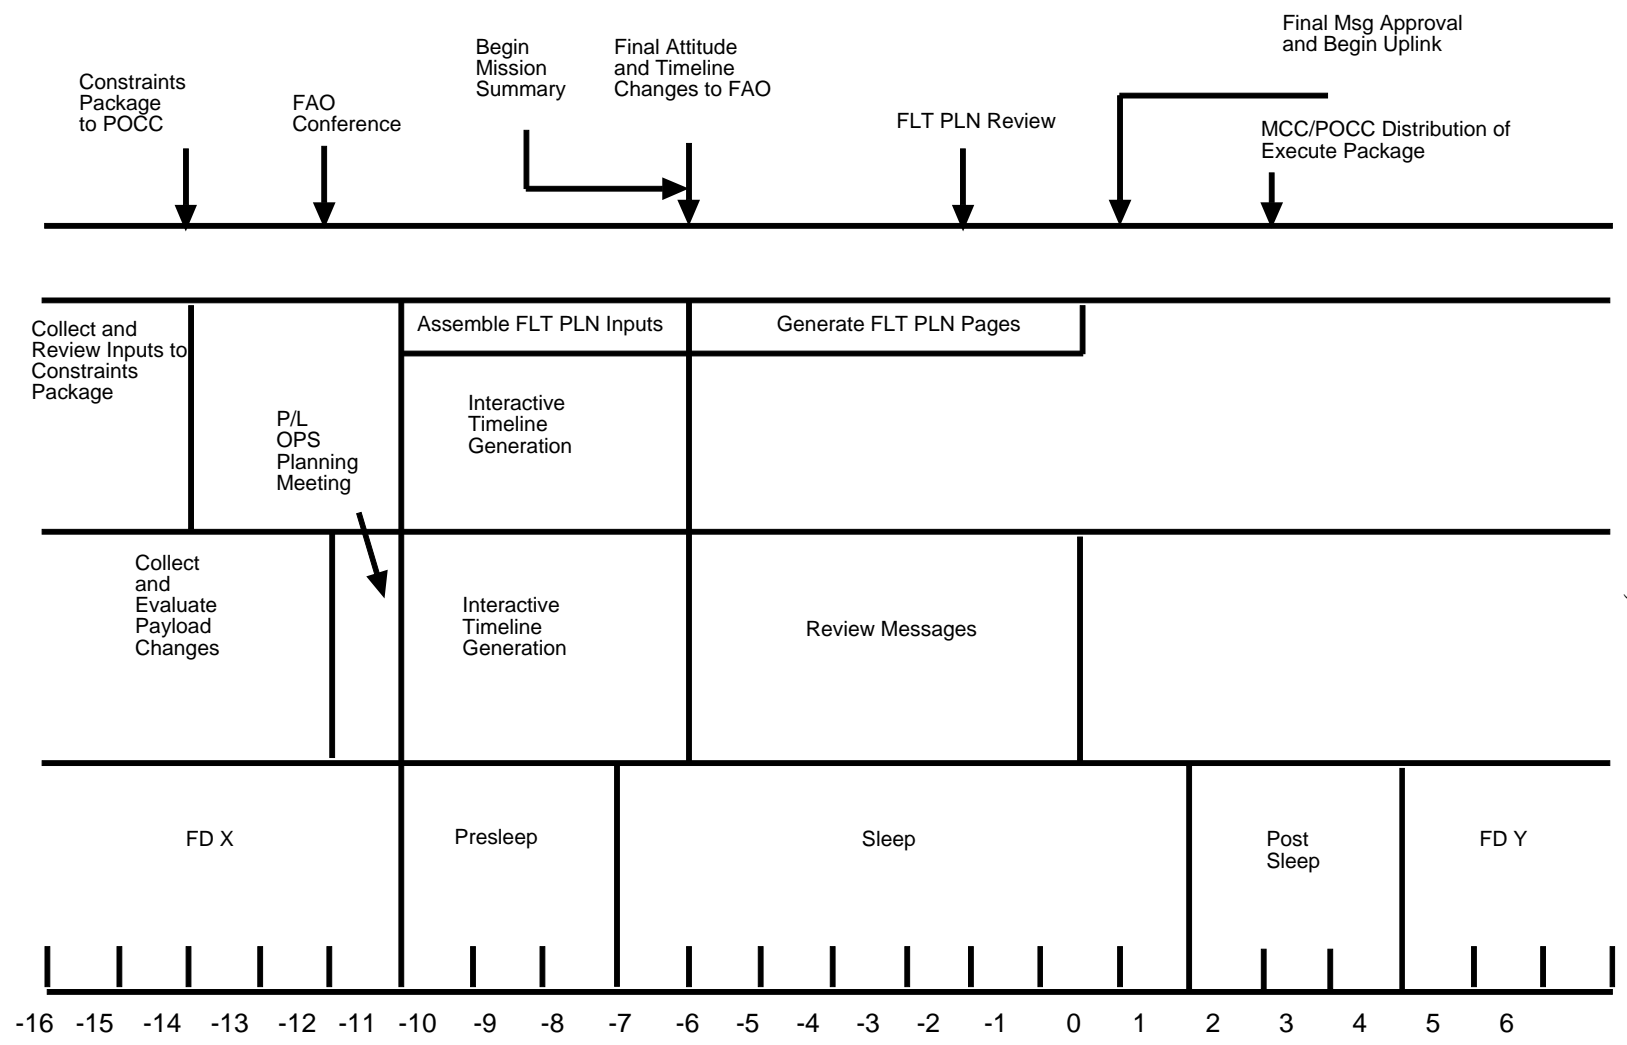 Final Msg Approval
and Begin Uplink
Begin
Mission
Summary
Final Attitude
and Timeline
Changes to FAO
Constraints
Package
to POCC
FAO
Conference
FLT PLN Review
MCC/POCC Distribution of
Execute Package
Collect and
Review Inputs to
Constraints
Package
Assemble FLT PLN Inputs
Generate FLT PLN Pages
P/L
OPS
Planning
Meeting
Interactive
Timeline
Generation
Collect
and
Evaluate
Payload
Changes
Interactive
Timeline
Generation
Review Messages
FD X
Presleep
Sleep
Post
Sleep
FD Y
-16 -15 -14 -13 -12 -11 -10 -9 -8 -7 -6 -5 -4 -3 -2 -1 0 1 2 3 4 5 6